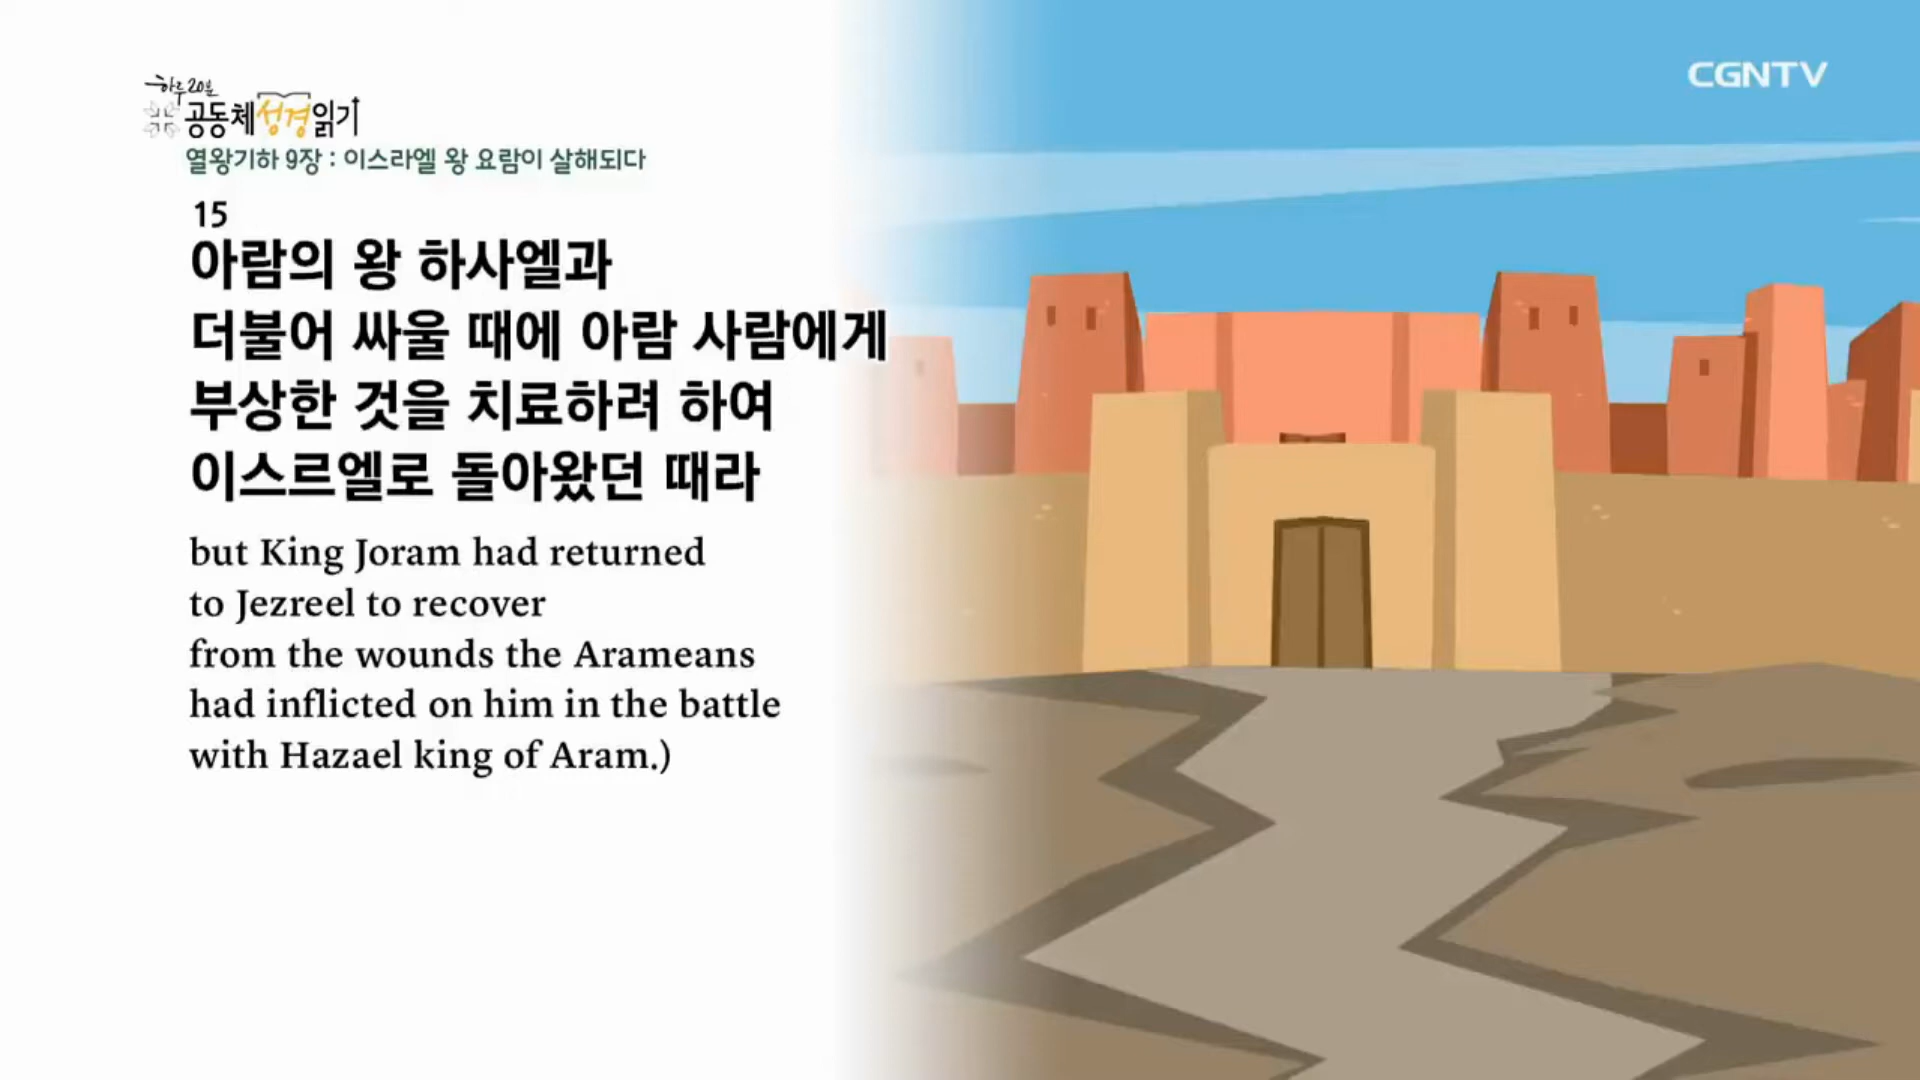 하루 20분
공동체성경읽기
CGNTV
열왕기하 9장 : 이스라엘 왕 요람이 살해되다
15
아람의 왕 하사엘과
더불어 싸울 때에 아람 사람에게
부상한 것을 치료하려 하여
이스르엘로 돌아왔던 때라
but King Joram had returned
to Jezreel to recover
from the wounds the Arameans
had inflicted on him in the battle
with Hazael king of Aram.)